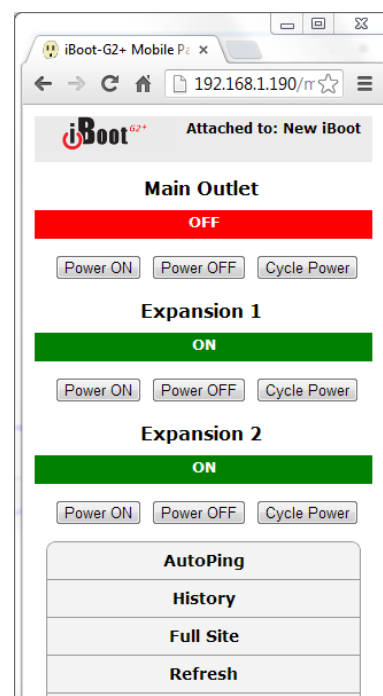 iBoot-G2+ Mobile Pa
192.168.1.190/m
iBoot G2+
Attached to: New iBoot
Main Outlet
OFF
Power ON Power OFF Cycle Power
Expansion 1
ON
Power ON Power OFF Cycle Power
Expansion 2
ON
Power ON Power OFF Cycle Power
AutoPing
History
Full Site
Refresh